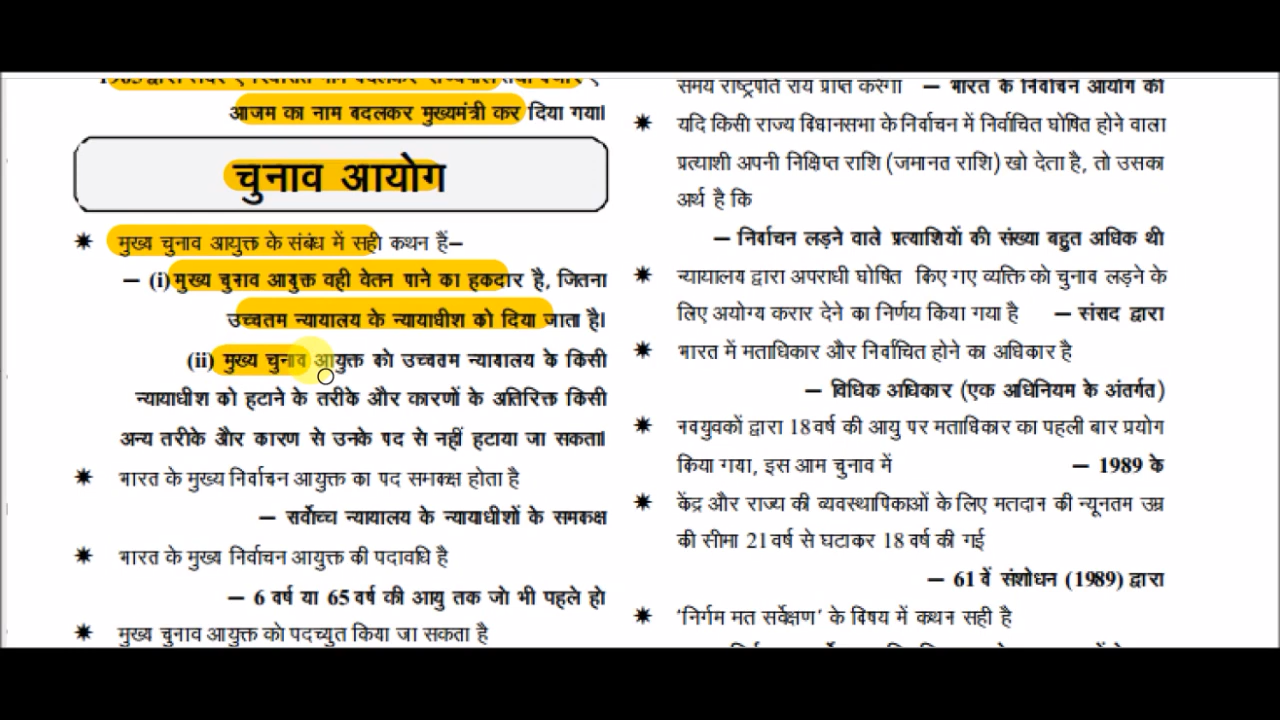 आजम का नाम बदलकर मुख्यमंत्री कर दिया गया।
चुनाव आयोग
✷ मुख्य चुनाव आयुक्त के संबंध में सही कथन हैं–
– (i) मुख्य चुनाव आयुक्त वही वेतन पाने का हकदार है, जितना
उच्चतम न्यायालय के न्यायाधीश को दिया जाता है।
(ii) मुख्य चुनाव आयुक्त को उच्चतम न्यायालय के किसी
न्यायाधीश को हटाने के तरीके और कारणों के अतिरिक्त किसी
अन्य तरीके और कारण से उनके पद से नहीं हटाया जा सकता।
✷ भारत के मुख्य निर्वाचन आयुक्त का पद समकक्ष होता है
– सर्वोच्च न्यायालय के न्यायाधीशों के समकक्ष
✷ भारत के मुख्य निर्वाचन आयुक्त की पदावधि है
– 6 वर्ष या 65 वर्ष की आयु तक जो भी पहले हो
✷ मुख्य चुनाव आयुक्त को पदच्युत किया जा सकता है
समय राष्ट्रपति राय प्राप्त करेगा – भारत के निर्वाचन आयोग की
✷ यदि किसी राज्य विधानसभा के निर्वाचन में निर्वाचित घोषित होने वाला
प्रत्याशी अपनी निक्षिप्त राशि (जमानत राशि) खो देता है, तो उसका
अर्थ है कि
– निर्वाचन लड़ने वाले प्रत्याशियों की संख्या बहुत अधिक थी
✷ न्यायालय द्वारा अपराधी घोषित किए गए व्यक्ति को चुनाव लड़ने के
लिए अयोग्य करार देने का निर्णय किया गया है – संसद द्वारा
✷ भारत में मताधिकार और निर्वाचित होने का अधिकार है
– विधिक अधिकार (एक अधिनियम के अंतर्गत)
✷ नवयुवकों द्वारा 18 वर्ष की आयु पर मताधिकार का पहली बार प्रयोग
किया गया, इस आम चुनाव में – 1989 के
✷ केंद्र और राज्य की व्यवस्थापिकाओं के लिए मतदान की न्यूनतम उम्र
की सीमा 21 वर्ष से घटाकर 18 वर्ष की गई
– 61 वें संशोधन (1989) द्वारा
✷ 'निर्गम मत सर्वेक्षण' के विषय में कथन सही है